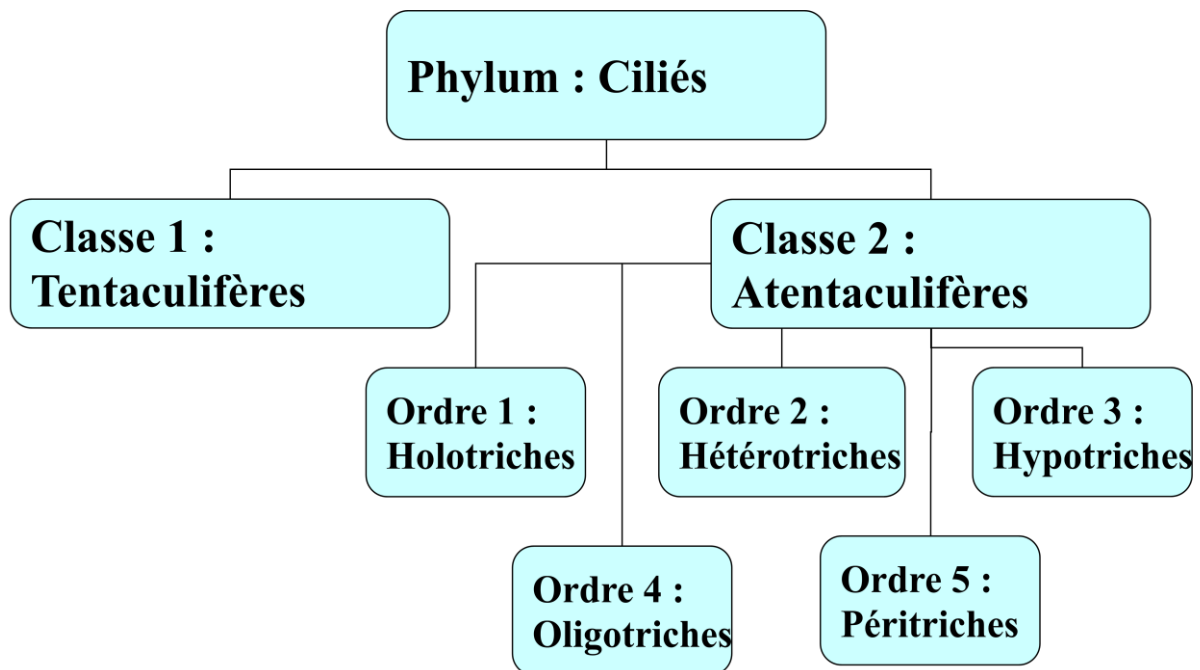 Phylum : Ciliés
Classe 1 :
Tentaculifères
Classe 2 :
Atentaculifères
Ordre 1 :
Holotriches
Ordre 2 :
Hétérotriches
Ordre 3 :
Hypotriches
Ordre 4 :
Oligotriches
Ordre 5 :
Péritriches